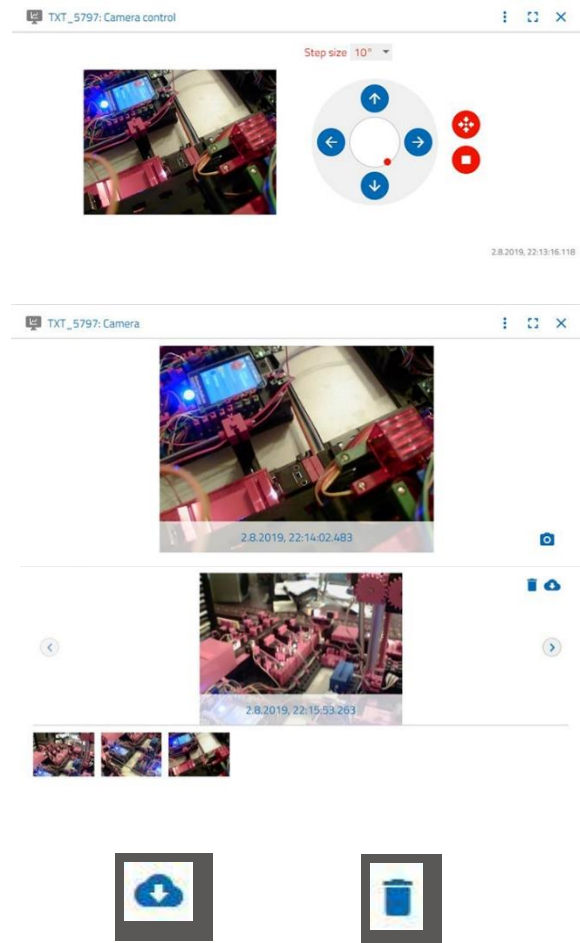 TXT_5797: Camera control
Step size 10°
2.8.2019, 22:13:16.118
TXT_5797: Camera
2.8.2019, 22:14:02.483
2.8.2019, 22:15:53.263